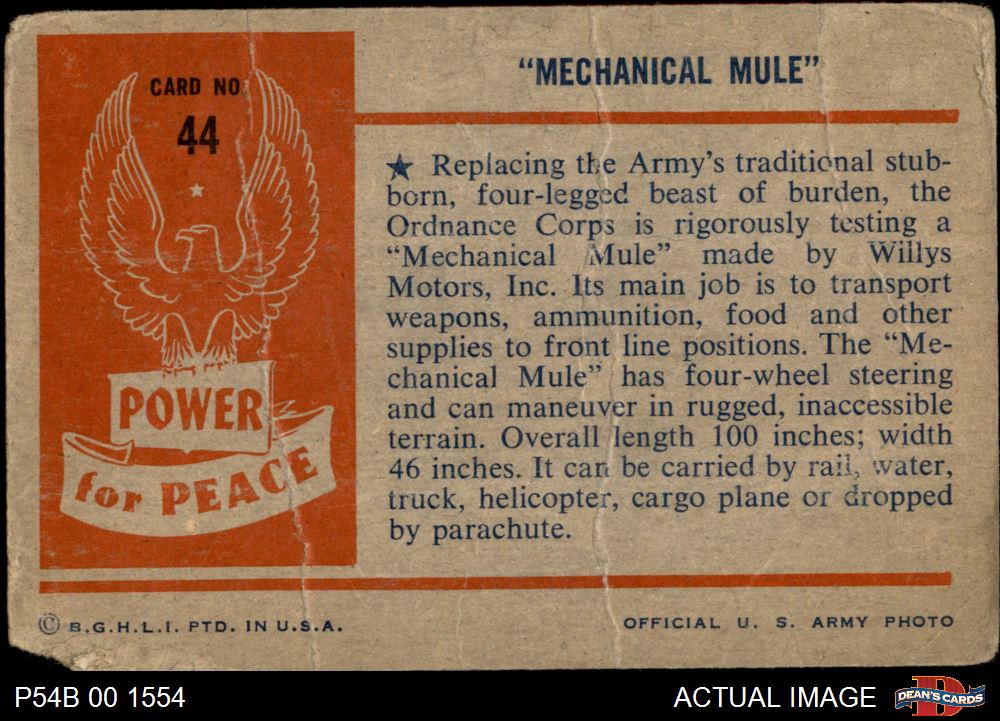 CARD NO
44
POWER
for PEACE
“MECHANICAL MULE”
★ Replacing the Army’s traditional stub-
born, four-legged beast of burden, the
Ordnance Corps is rigorously testing a
“Mechanical Mule” made by Willys
Motors, Inc. Its main job is to transport
weapons, ammunition, food and other
supplies to front line positions. The “Me-
chanical Mule” has four-wheel steering
and can maneuver in rugged, inaccessible
terrain. Overall length 100 inches; width
46 inches. It can be carried by rail, water,
truck, helicopter, cargo plane or dropped
by parachute.
© B.G.H.L.I. PTD. IN U.S.A.
OFFICIAL U. S. ARMY PHOTO
P54B 00 1554
ACTUAL IMAGE
DEAN'S CARDS